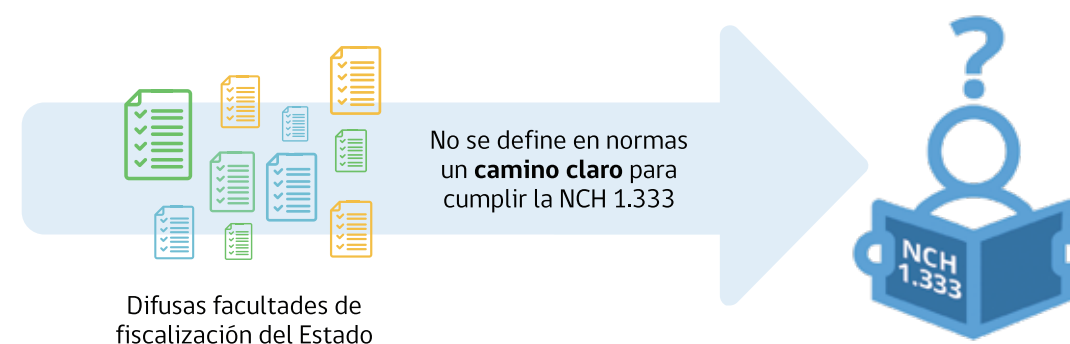 No se define en normas
un camino claro para
cumplir la NCH 1.333
Difusas facultades de
fiscalización del Estado
?
NCH
1.333